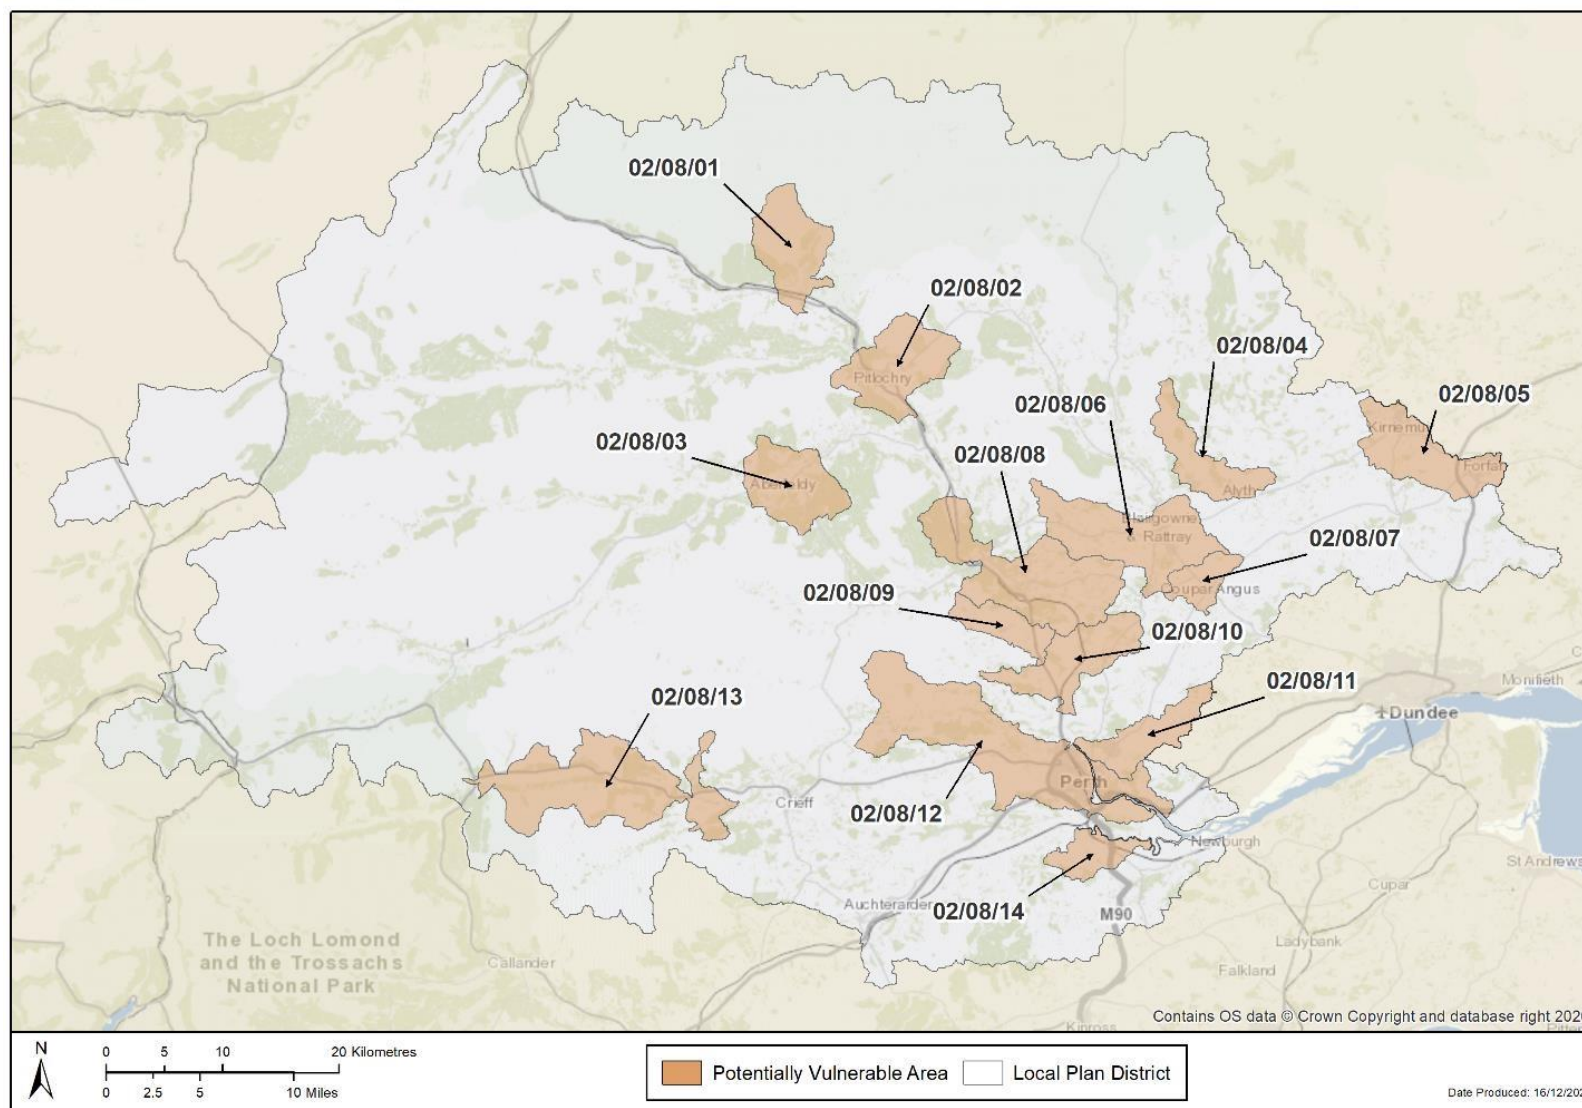 02/08/01
02/08/02
Pitlochry
02/08/04
02/08/05
02/08/06
Kirriemuir
02/08/03
02/08/08
Forfar
Aberfeldy
Alyth
Blairgowrie
& Rattray
02/08/07
Coupar Angus
02/08/09
02/08/10
02/08/11
Monifieth
02/08/13
Dundee
Perth
Crieff
02/08/12
Newburgh
St Andrews
Cupar
Auchterarder
02/08/14
M90
The Loch Lomond
and the Trossachs
National Park
Callander
Ladybank
Falkland
Contains OS data © Crown Copyright and database right 2020
Kinross
N
0 5 10 20 Kilometres
0 2.5 5 10 Miles
Potentially Vulnerable Area
Local Plan District
Date Produced: 16/12/202